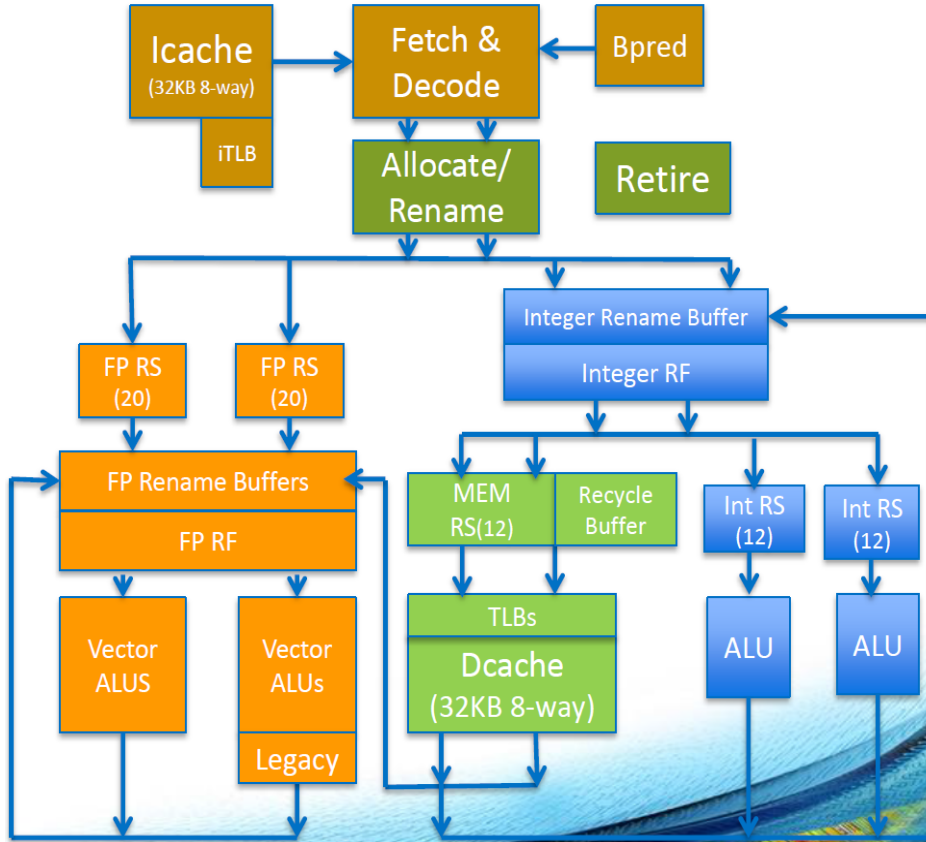 Icache
(32KB 8-way)
iTLB
Fetch &
Decode
Bpred
Allocate/
Rename
Retire
FP RS
(20)
FP RS
(20)
Integer Rename Buffer
Integer RF
FP Rename Buffers
FP RF
MEM
RS(12)
Recycle
Buffer
Int RS
(12)
Int RS
(12)
Vector
ALUS
Vector
ALUs
Legacy
TLBs
Dcache
(32KB 8-way)
ALU
ALU